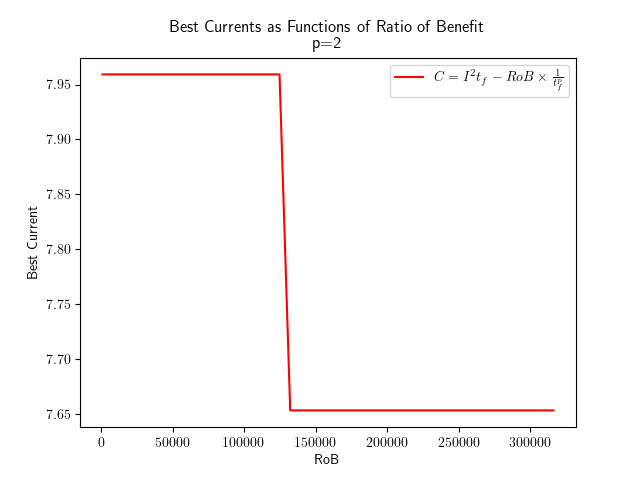 Best Currents as Functions of Ratio of Benefit
p=2
C = I²t_f − RoB × 1/t_f^p
7.95
7.90
7.85
7.80
7.75
7.70
7.65
Best Current
0 50000 100000 150000 200000 250000 300000
RoB